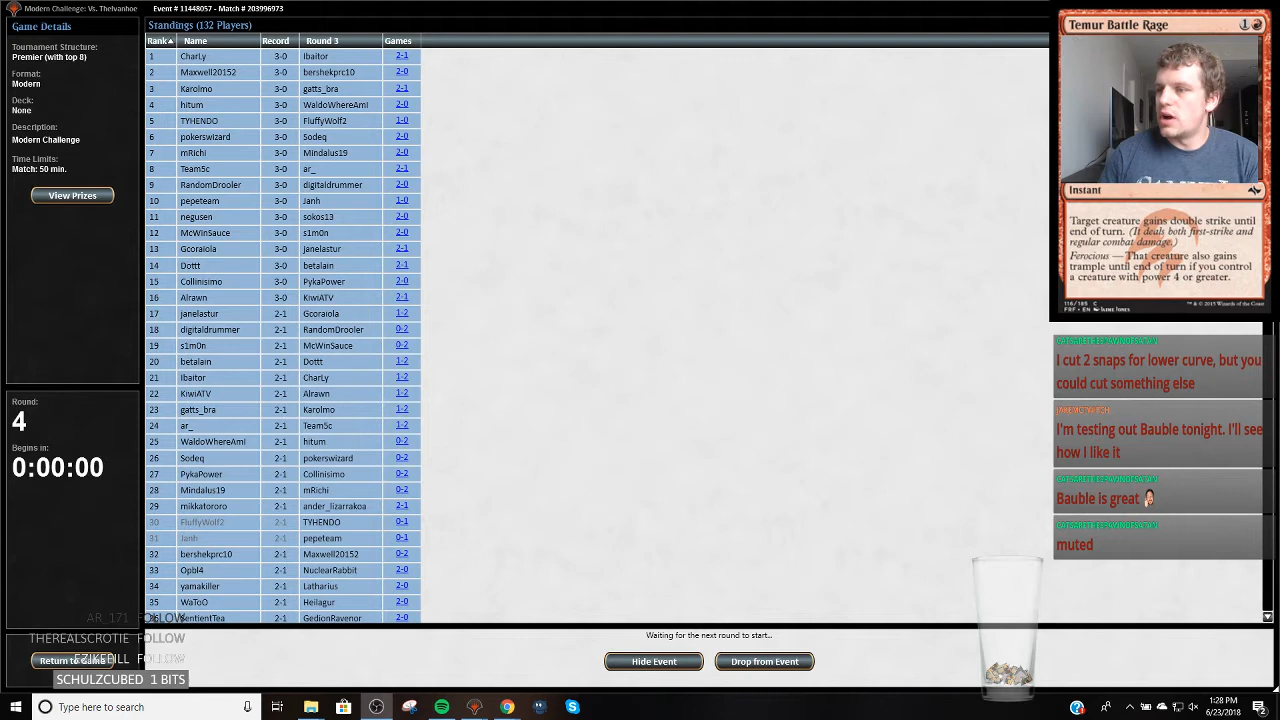 Modern Challenge: Vs. TheIvanhoe
Event # 11448057 - Match # 203996973
Game Details
Tournament Structure:
Premier (with top 8)
Format:
Modern
Deck:
None
Description:
Modern Challenge
Time Limits:
Match: 50 min.
View Prizes
Round:
4
Begins in:
0:00:00
Return to Game
Standings (132 Players)
Rank Name Record Round 3 Games
1 CharLy 3-0 Ibaitor 2-1
2 Maxwell20152 3-0 bershekprc10 2-0
3 Karolmo 3-0 gatts_bra 2-1
4 hitum 3-0 WaldoWhereAmI 2-0
5 TYHENDO 3-0 FluffyWolf2 1-0
6 pokerswizard 3-0 Sodeq 2-0
7 mRichi 3-0 Mindalus19 2-0
8 Team5c 3-0 ar_ 2-1
9 RandomDrooler 3-0 digitaldrummer 2-0
10 pepeteam 3-0 Janh 1-0
11 negusen 3-0 sokos13 2-0
12 McWinSauce 3-0 s1m0n 2-0
13 Gcoraiola 3-0 janelastur 2-1
14 Dottt 3-0 betalain 2-1
15 Collinisimo 3-0 PykaPower 2-0
16 Alrawn 3-0 KiwiATV 2-1
17 janelastur 2-1 Gcoraiola 1-2
18 digitaldrummer 2-1 RandomDrooler 0-2
19 s1m0n 2-1 McWinSauce 0-2
20 betalain 2-1 Dottt 1-2
21 Ibaitor 2-1 CharLy 1-2
22 KiwiATV 2-1 Alrawn 1-2
23 gatts_bra 2-1 Karolmo 1-2
24 ar_ 2-1 Team5c 1-2
25 WaldoWhereAmI 2-1 hitum 0-2
26 Sodeq 2-1 pokerswizard 0-2
27 PykaPower 2-1 Collinisimo 0-2
28 Mindalus19 2-1 mRichi 0-2
29 mikkatororo 2-1 ander_lizarrakoa 2-1
30 FluffyWolf2 2-1 TYHENDO 0-1
31 Janh 2-1 pepeteam 0-1
32 bershekprc10 2-1 Maxwell20152 0-2
33 Opbl4 2-1 NuclearRabbit 2-0
34 yamakiller 2-1 Latharius 2-0
35 WaToO 2-1 Heilagur 2-0
36 SentientTea 2-1 GedionRavenor 2-0
AR_171 FOLLOW
THEREALSCROTIE FOLLOW
FOLLOW
SCHULZCUBED 1 BITS
Waiting for the next round to start...
Hide Event
Drop from Event
Temur Battle Rage 1
Instant
Target creature gains double strike until
end of turn. (It deals both first-strike and
regular combat damage.)
Ferocious — That creature also gains
trample until end of turn if you control
a creature with power 4 or greater.
116/185 C
FRF • EN
™ & © 2015 Wizards of the Coast
I cut 2 snaps for lower curve, but you
could cut something else
I'm testing out Bauble tonight. I'll see
how I like it
Bauble is great
muted
Type here to search
1:28 PM
6/23/2018
2